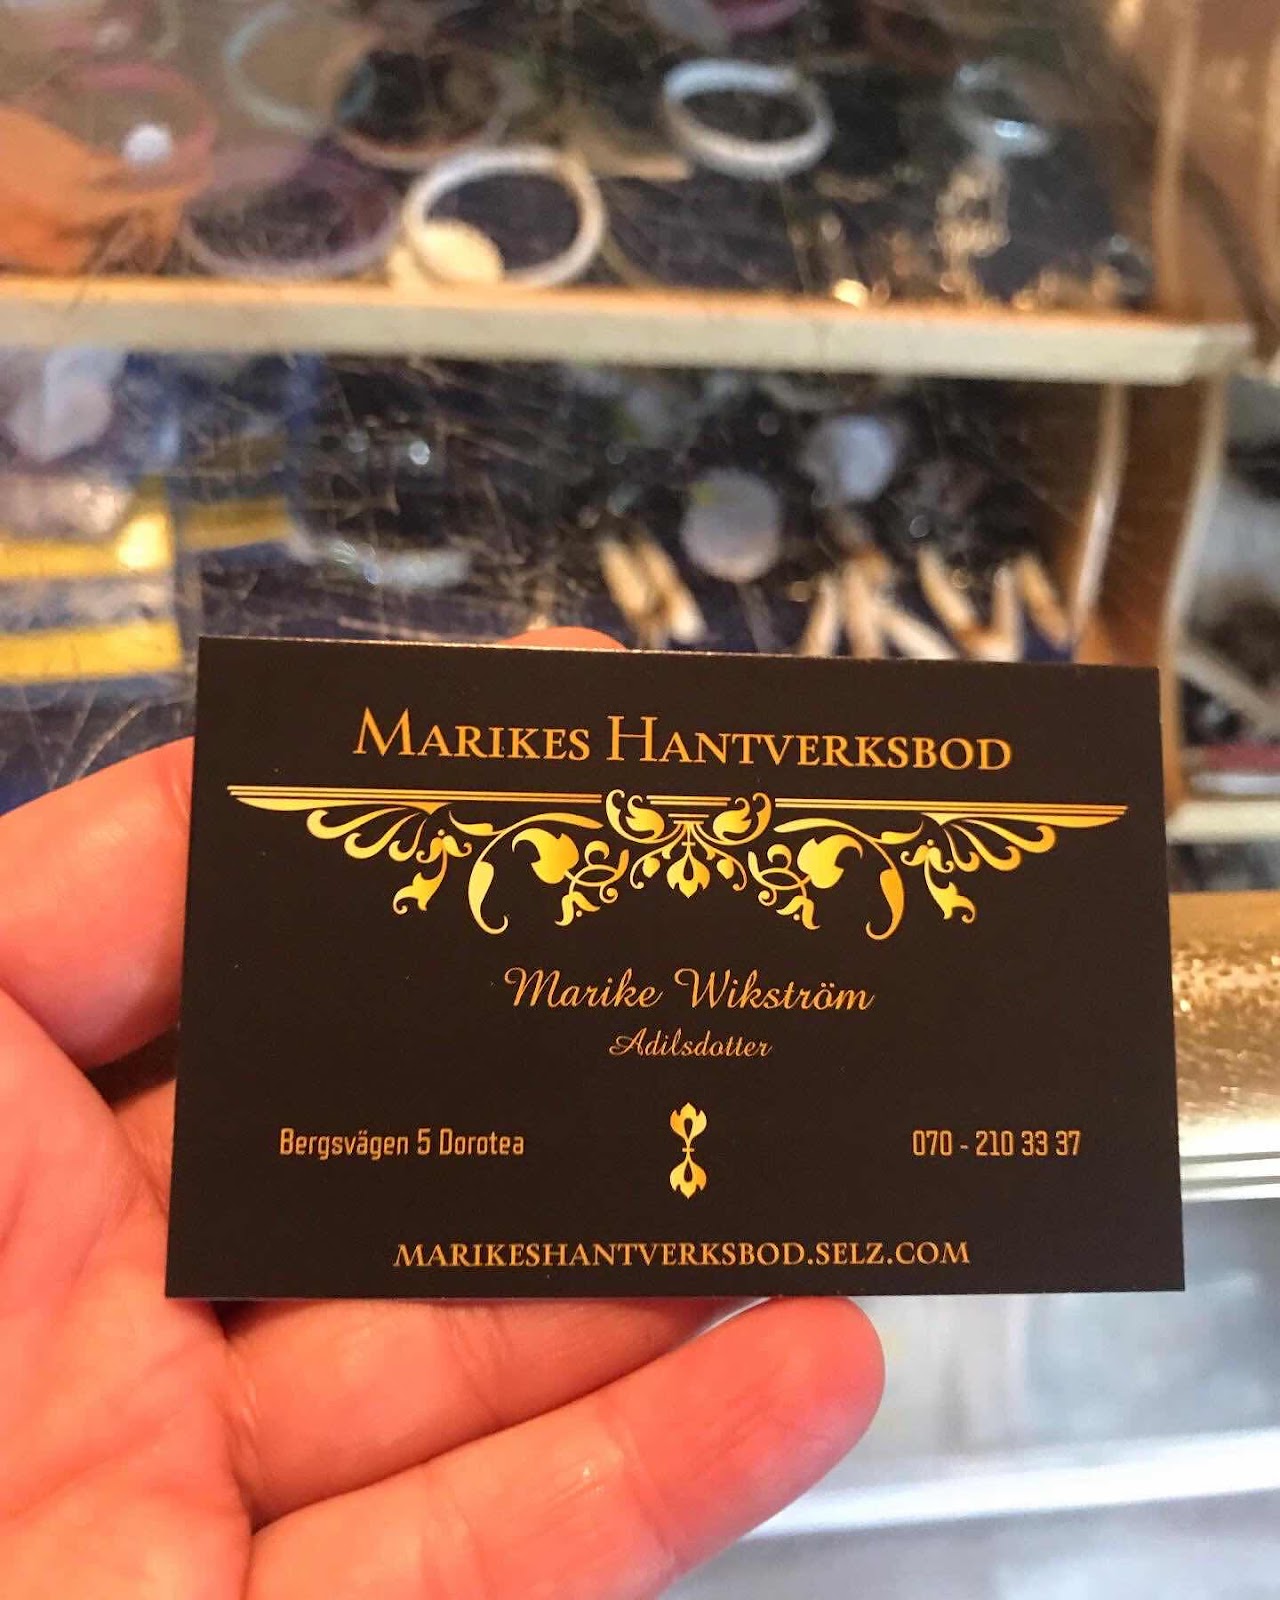 Marikes Hantverksbod
Marike Wikström
Adilsdotter
Bergsvägen 5 Dorotea
070 - 210 33 37
MARIKESHANTVERKSBOD.SELZ.COM